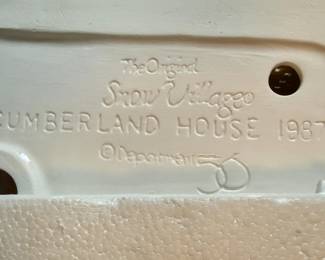 The Original
Snow Village
CUMBERLAND HOUSE 1987
©Department 56